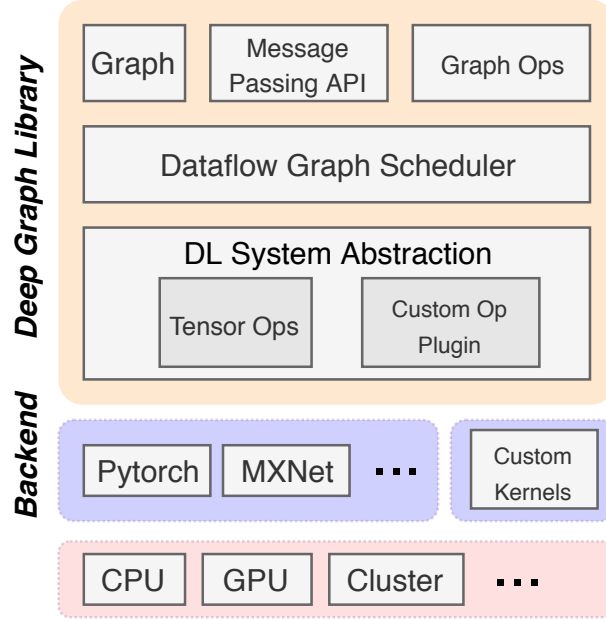 Deep Graph Library
Graph
Message
Passing API
Graph Ops
Dataflow Graph Scheduler
DL System Abstraction
Tensor Ops
Custom Op
Plugin
Backend
Pytorch
MXNet
...
Custom
Kernels
CPU
GPU
Cluster
...